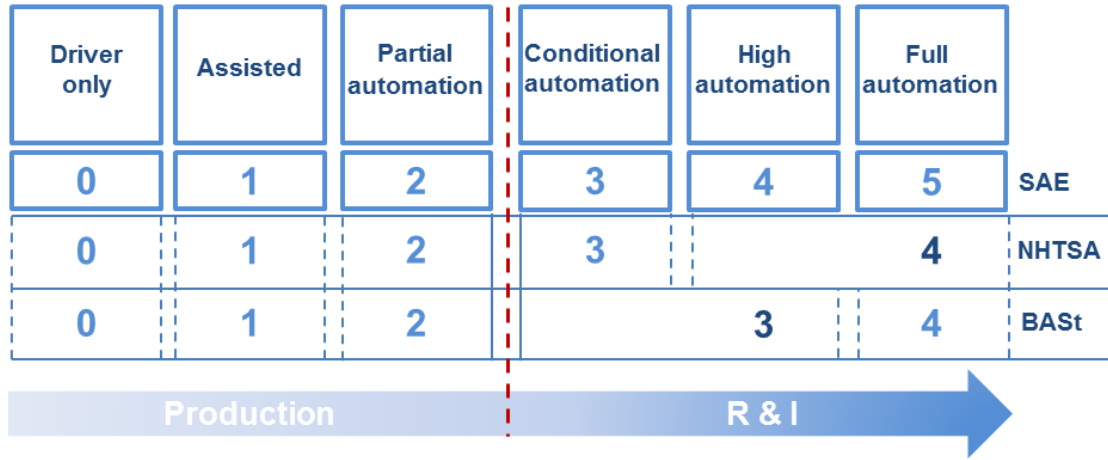 Driver only
Assisted
Partial automation
Conditional automation
High automation
Full automation
0 1 2 3 4 5 SAE
0 1 2 3 4 NHTSA
0 1 2 3 4 BASt
Production R & I